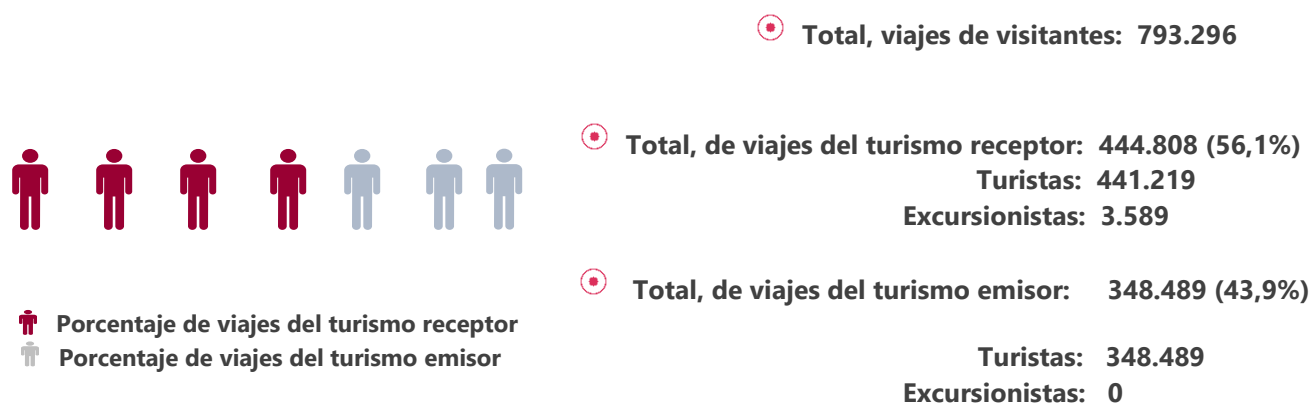 Total, viajes de visitantes: 793.296
Total, de viajes del turismo receptor: 444.808 (56,1%)
Turistas: 441.219
Excursionistas: 3.589
Total, de viajes del turismo emisor: 348.489 (43,9%)
Porcentaje de viajes del turismo receptor
Porcentaje de viajes del turismo emisor
Turistas: 348.489
Excursionistas: 0